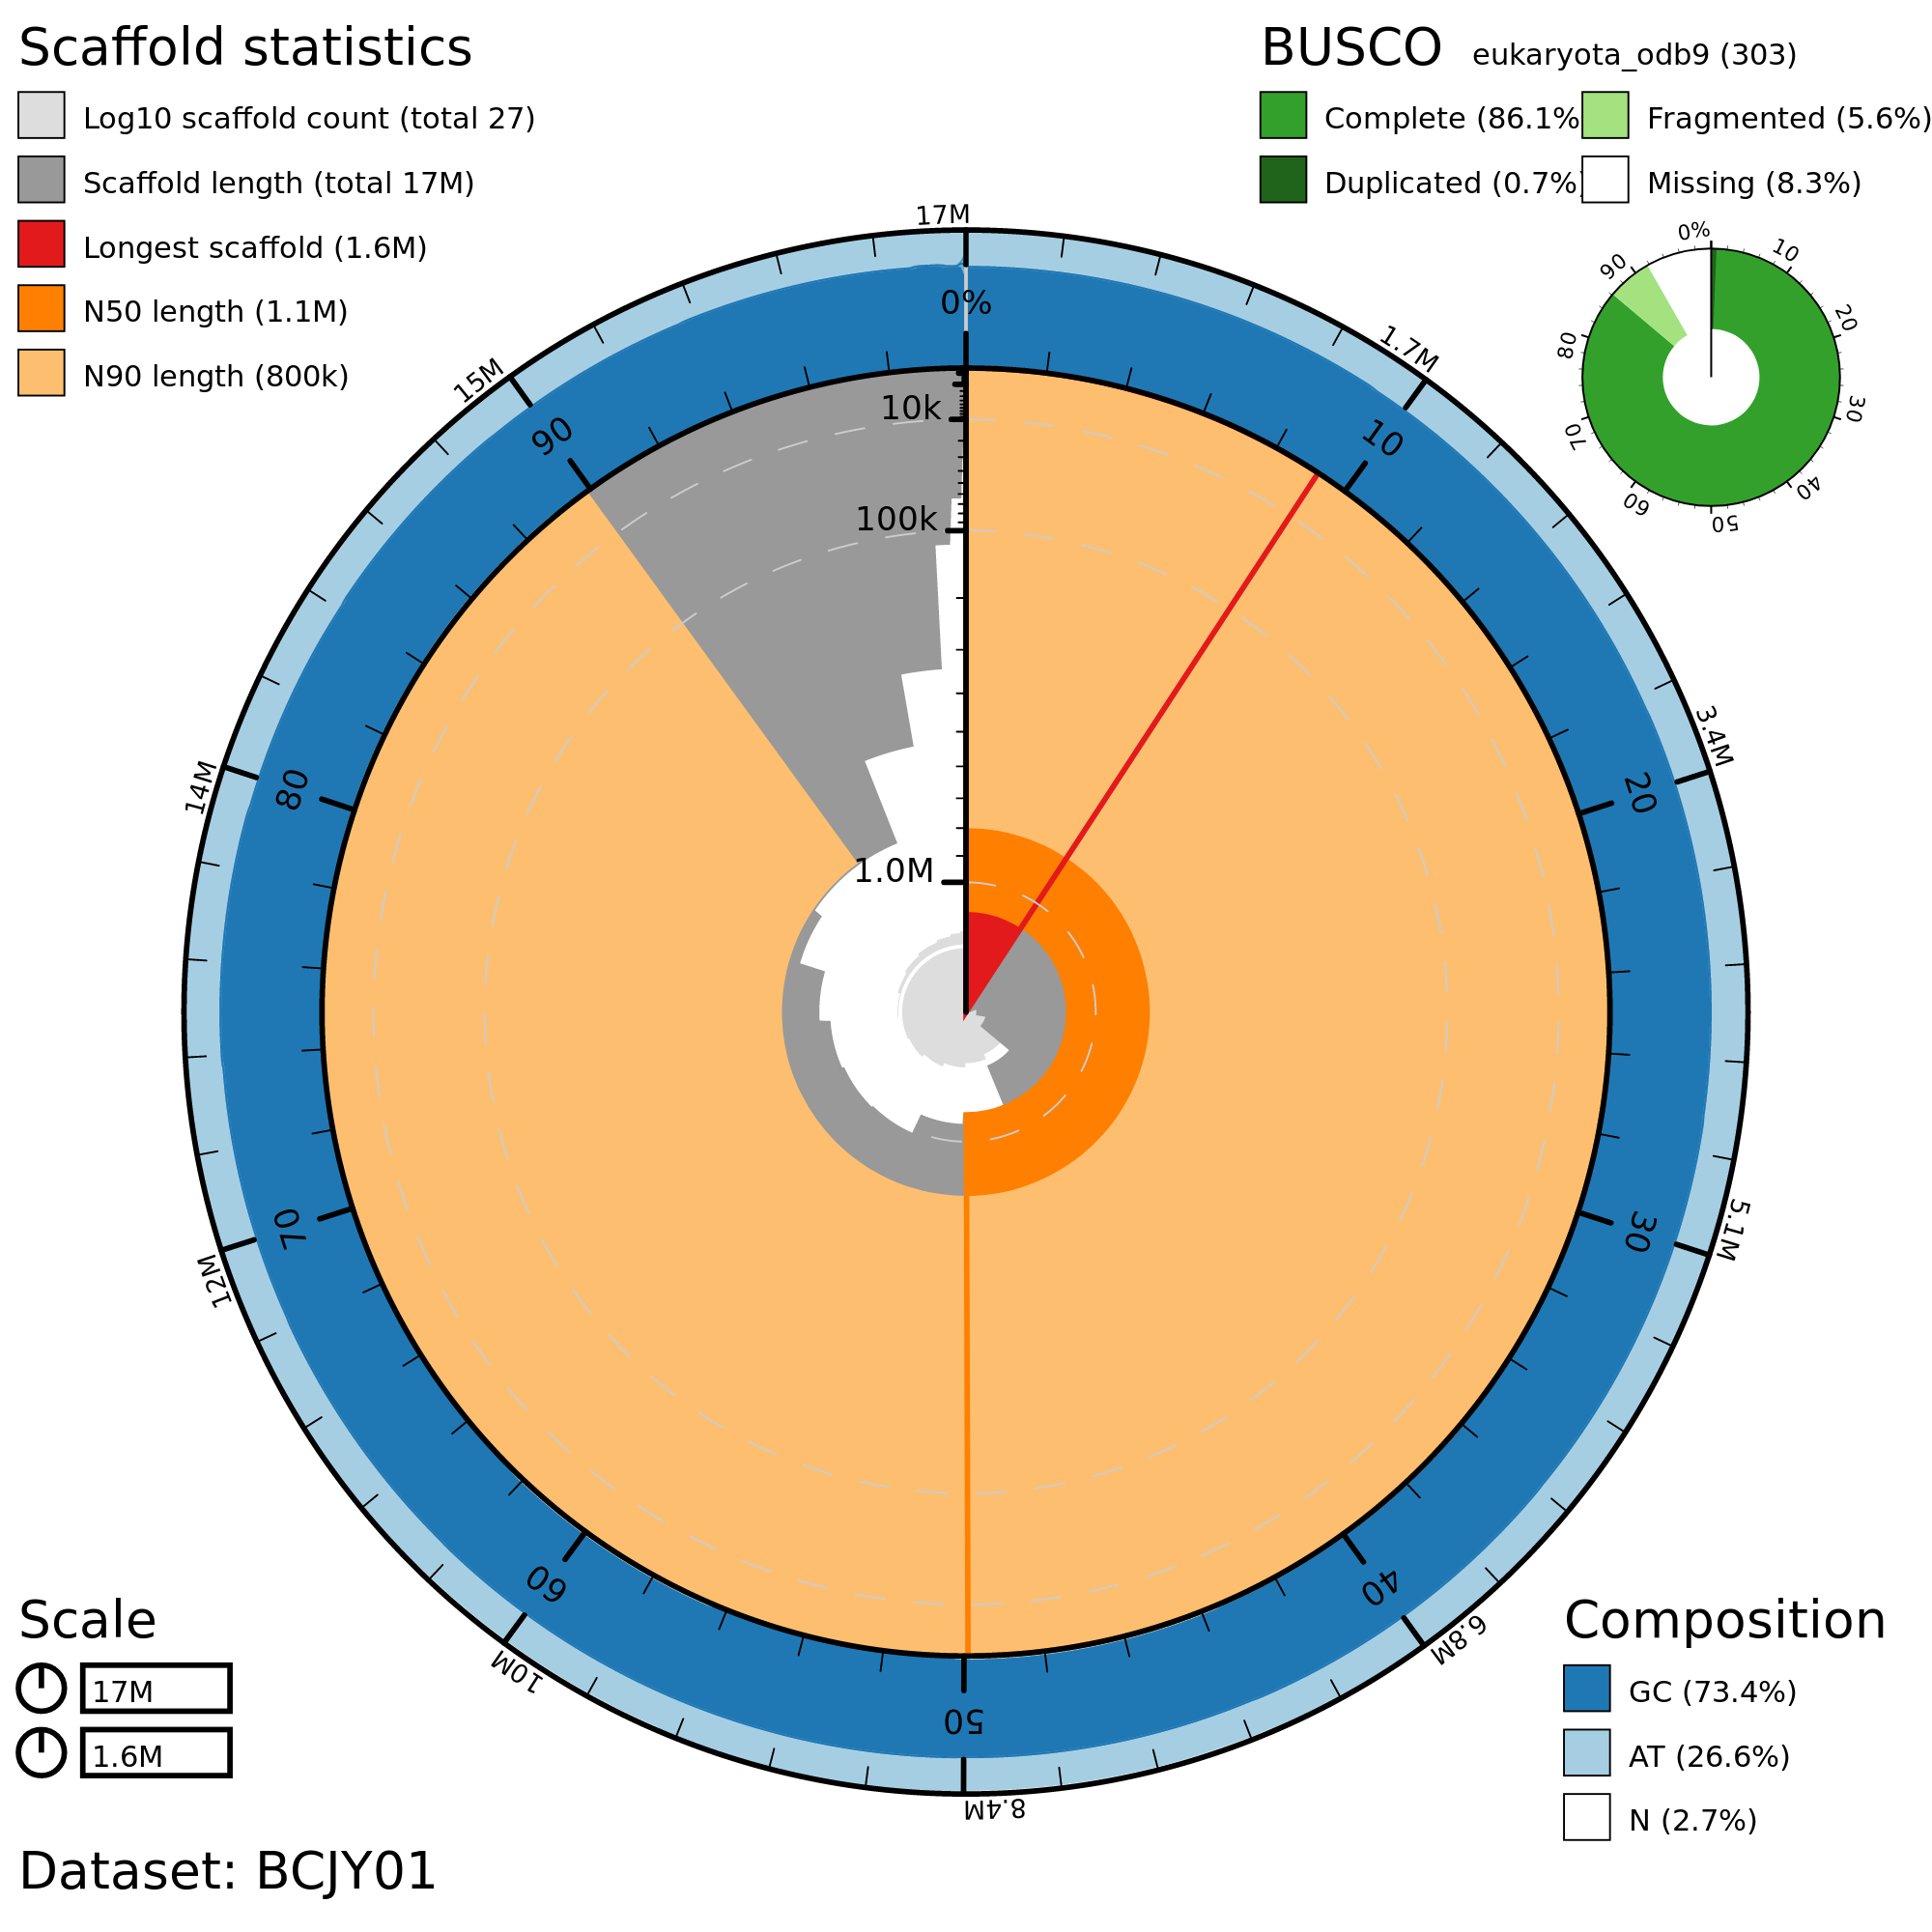 Scaffold statistics
Log10 scaffold count (total 27)
Scaffold length (total 17M)
Longest scaffold (1.6M)
N50 length (1.1M)
N90 length (800k)
BUSCO eukaryota_odb9 (303)
Complete (86.1%
Fragmented (5.6%)
Duplicated (0.7%)
Missing (8.3%)
0%
10
20
30
40
50
60
70
80
90
17M
1.7M
3.4M
5.1M
6.8M
8.4M
10M
12M
14M
15M
0%
10
20
30
40
50
60
70
80
90
10k
100k
1.0M
Scale
17M
1.6M
Composition
GC (73.4%)
AT (26.6%)
N (2.7%)
Dataset: BCJY01